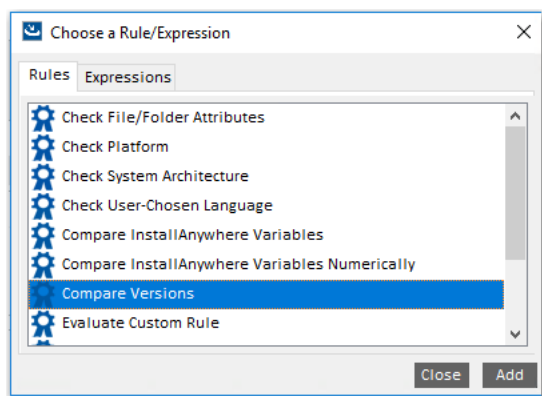 Choose a Rule/Expression
Rules Expressions
Check File/Folder Attributes
Check Platform
Check System Architecture
Check User-Chosen Language
Compare InstallAnywhere Variables
Compare InstallAnywhere Variables Numerically
Compare Versions
Evaluate Custom Rule
Close Add